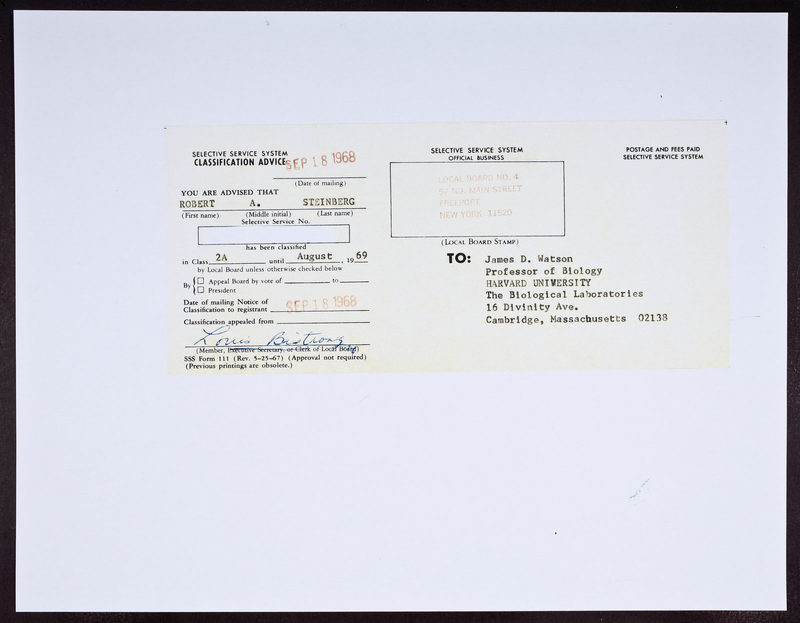 SELECTIVE SERVICE SYSTEM
CLASSIFICATION ADVICE
SEP 18 1968
(Date of mailing)
YOU ARE ADVISED THAT
ROBERT A. STEINBERG
(First name) (Middle initial) (Last name)
Selective Service No.
has been classified
in Class 2A until August, 1969
by Local Board unless otherwise checked below
By { ☐ Appeal Board by vote of ______ to ______
☐ President
Date of mailing Notice of
Classification to registrant SEP 18 1968
Classification appealed from
Louis Bistrong
(Member, Executive Secretary, or Clerk of Local Board)
SSS Form 111 (Rev. 5-25-67) (Approval not required)
(Previous printings are obsolete.)
SELECTIVE SERVICE SYSTEM
OFFICIAL BUSINESS
LOCAL BOARD NO. 4
57 NO. MAIN STREET
FREEPORT
NEW YORK 11520
(LOCAL BOARD STAMP)
POSTAGE AND FEES PAID
SELECTIVE SERVICE SYSTEM
TO: James D. Watson
Professor of Biology
HARVARD UNIVERSITY
The Biological Laboratories
16 Divinity Ave.
Cambridge, Massachusetts 02138